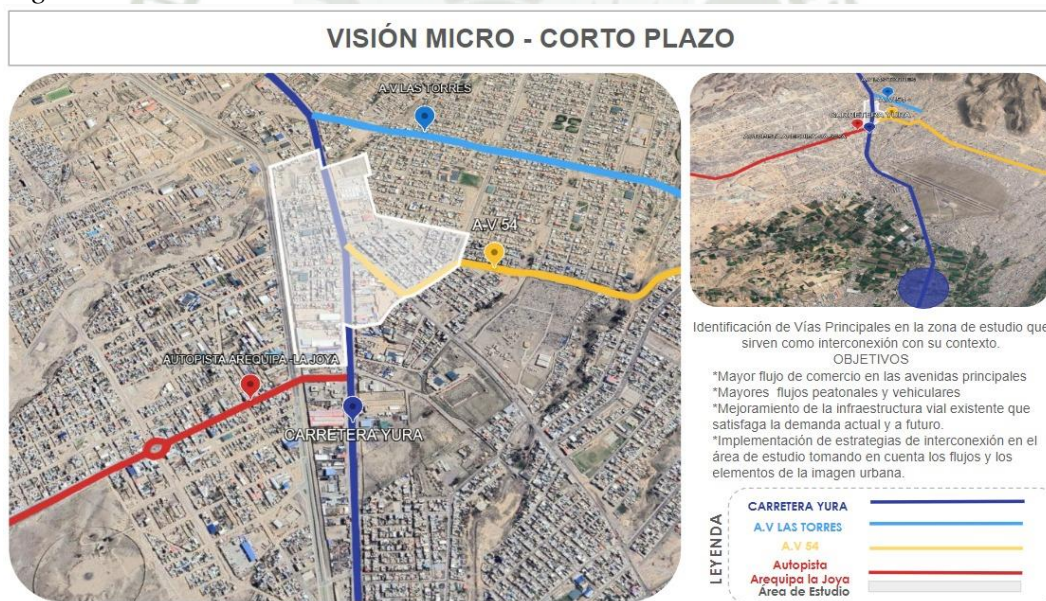 VISIÓN MICRO - CORTO PLAZO
A.V LAS TORRES
A.V 54
AUTOPISTA AREQUIPA -LA JOYA
CARRETERA YURA
CARRETERA YURA
Identificación de Vías Principales en la zona de estudio que
sirven como interconexión con su contexto.
OBJETIVOS
*Mayor flujo de comercio en las avenidas principales
*Mayores flujos peatonales y vehiculares
*Mejoramiento de la infraestructura vial existente que
satisfaga la demanda actual y a futuro.
*Implementación de estrategias de interconexión en el
área de estudio tomando en cuenta los flujos y los
elementos de la imagen urbana.
LEYENDA
CARRETERA YURA
A.V LAS TORRES
A.V 54
Autopista
Arequipa la Joya
Area de Estudio